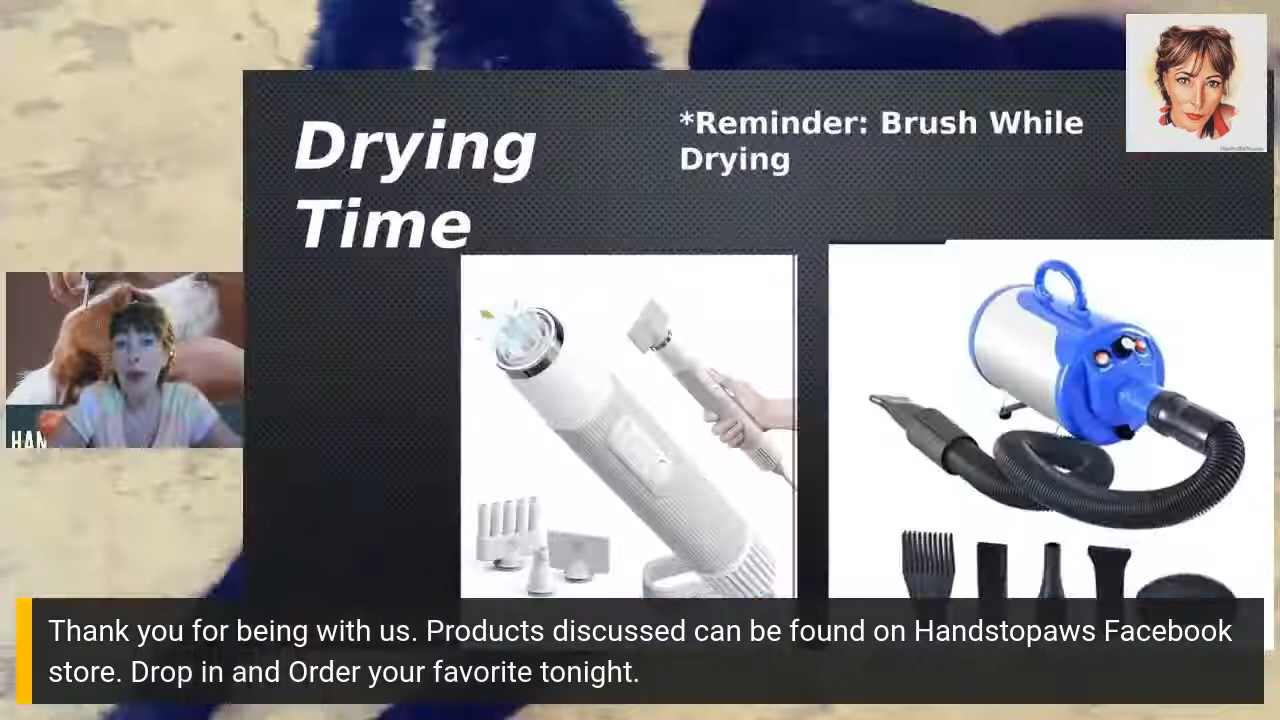 Drying
Time
*Reminder: Brush While
Drying
HAN
Thank you for being with us. Products discussed can be found on Handstopaws Facebook
store. Drop in and Order your favorite tonight.